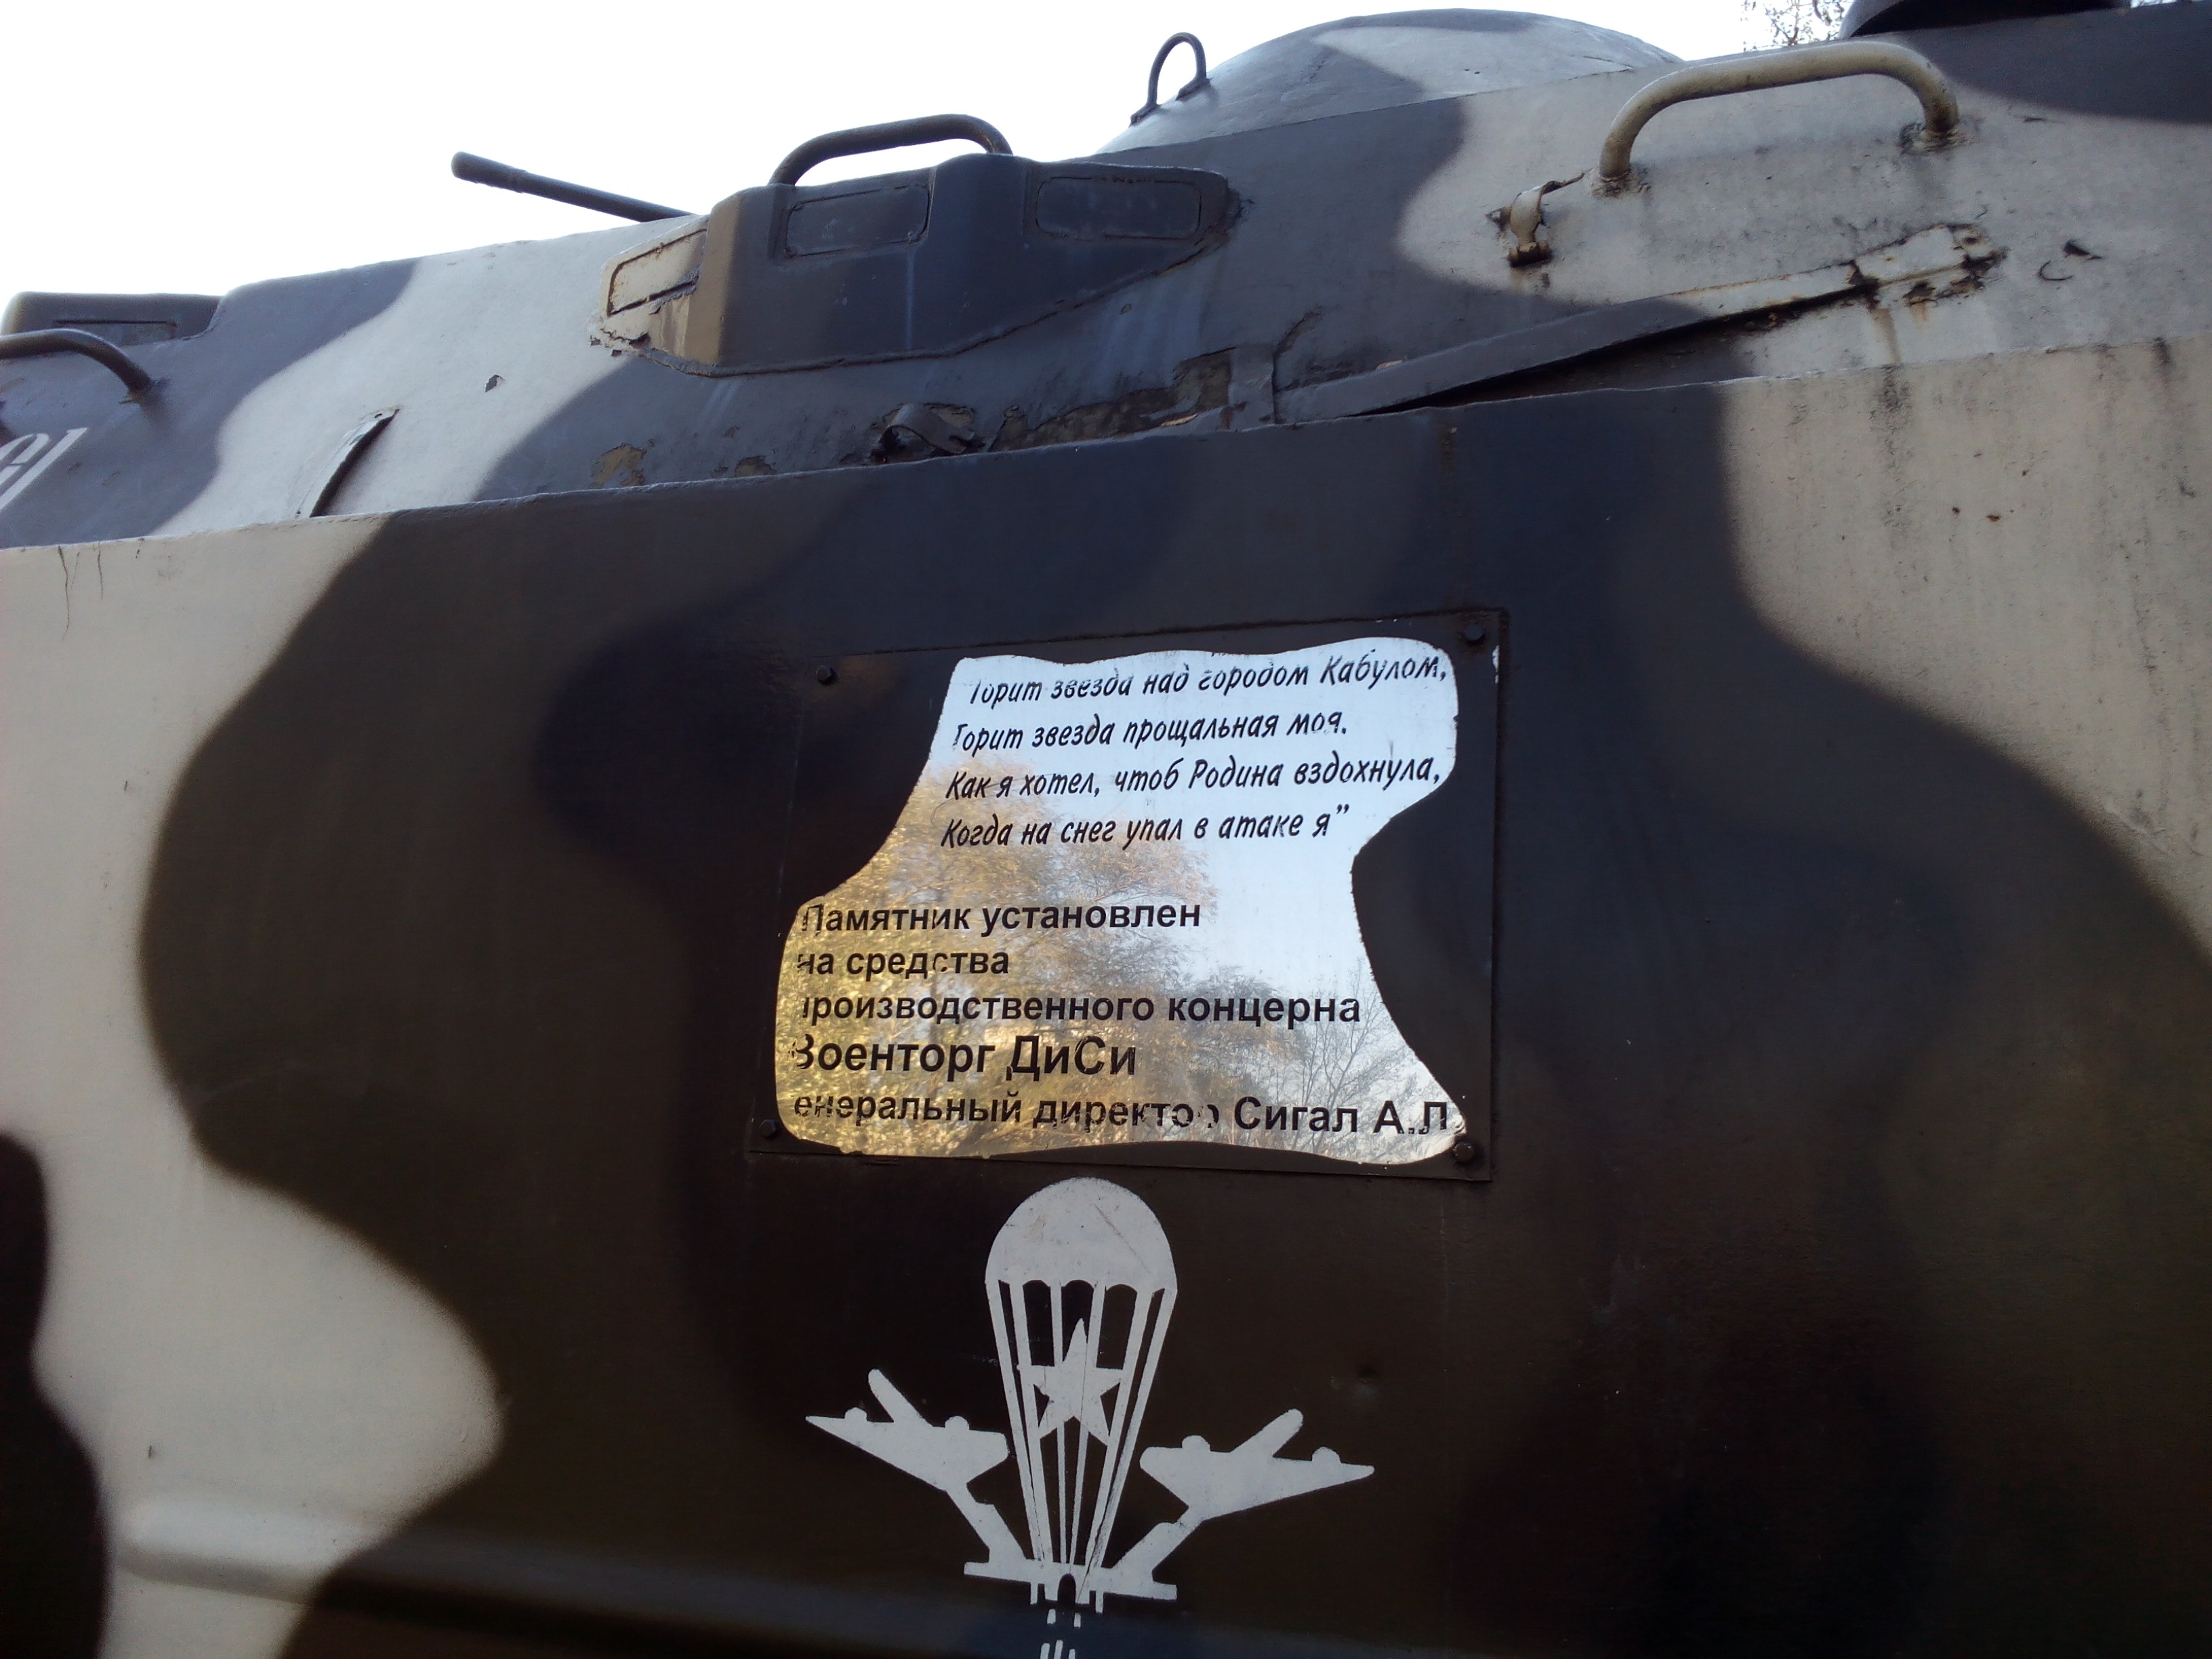 Горит звезда над городом Кабулом,
Горит звезда прощальная моя.
Как я хотел, чтоб Родина вздохнула,
Когда на снег упал в атаке я”
Памятник установлен
на средства
производственного концерна
Военторг ДиСи
енеральный директор Сигал А.Л